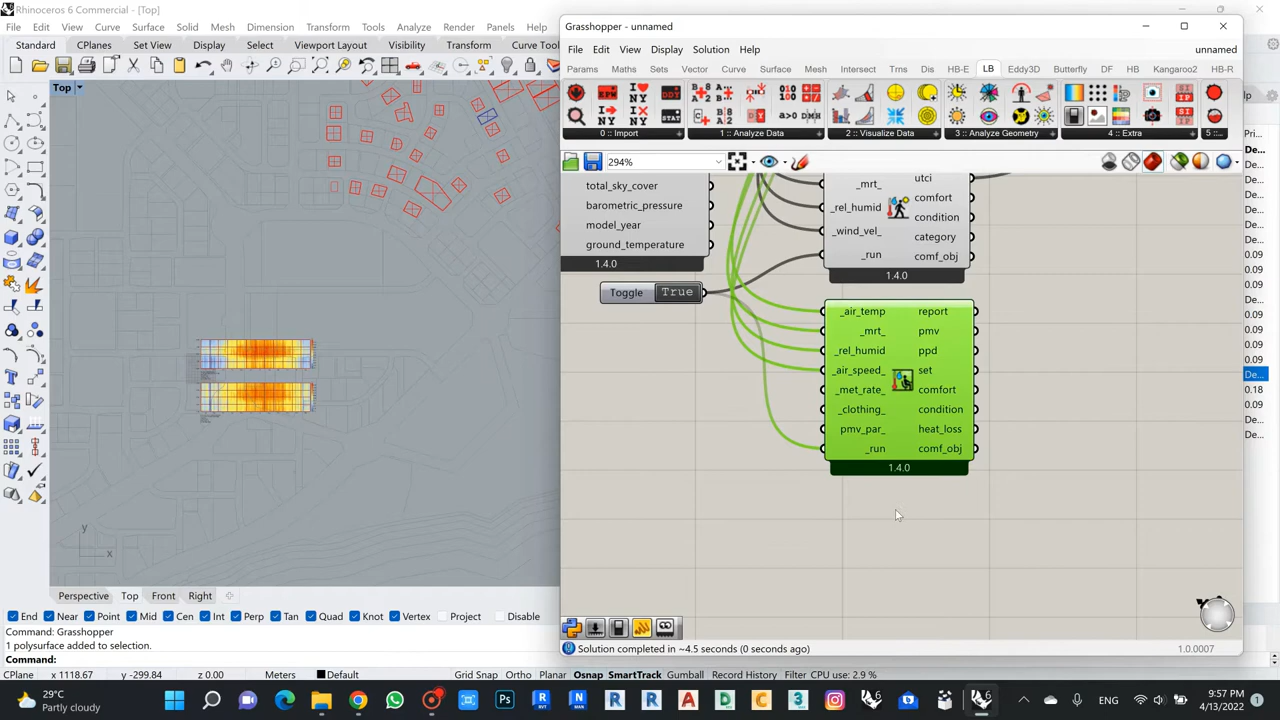 Rhinoceros 6 Commercial - [Top]
File Edit View Curve Surface Solid Mesh Dimension Transform Tools Analyze Render Panels
Standard CPlanes Set View Display Select Viewport Layout Visibility Transform Curve Tool
Top
Perspective Top Front Right
End Near Point Mid Cen Int Perp Tan Quad Knot Vertex Project Disable
Command: Grasshopper
1 polysurface added to selection.
Command:
CPlane x 1118.67 y -299.84 z 0.00 Meters Default Grid Snap Ortho Planar Osnap SmartTrack Gumball Record History Filter CPU use: 2.9 %
Grasshopper - unnamed
File Edit View Display Solution Help unnamed
Params Maths Sets Vector Curve Surface Mesh Intersect Trns Dis HB-E LB Eddy3D Butterfly DF HB Kangaroo2 HB-R
0 :: Import 1 :: Analyze Data 2 :: Visualize Data 3 :: Analyze Geometry 4 :: Extra 5 ::
294%
total_sky_cover
barometric_pressure
model_year
ground_temperature
1.4.0
Toggle True
_mrt_ utci
_rel_humid comfort
_wind_vel_ condition
category
_run comf_obj
1.4.0
_air_temp report
_mrt_ pmv
_rel_humid ppd
_air_speed_ set
_met_rate_ comfort
_clothing_ condition
pmv_par_ heat_loss
_run comf_obj
1.4.0
Solution completed in ~4.5 seconds (0 seconds ago) 1.0.0007
y
x
lp
Pri...
De...
0.09
0.09
0.09
0.09
De...
0.18
0.09
De...
29°C
Partly cloudy
ENG
9:57 PM
4/13/2022